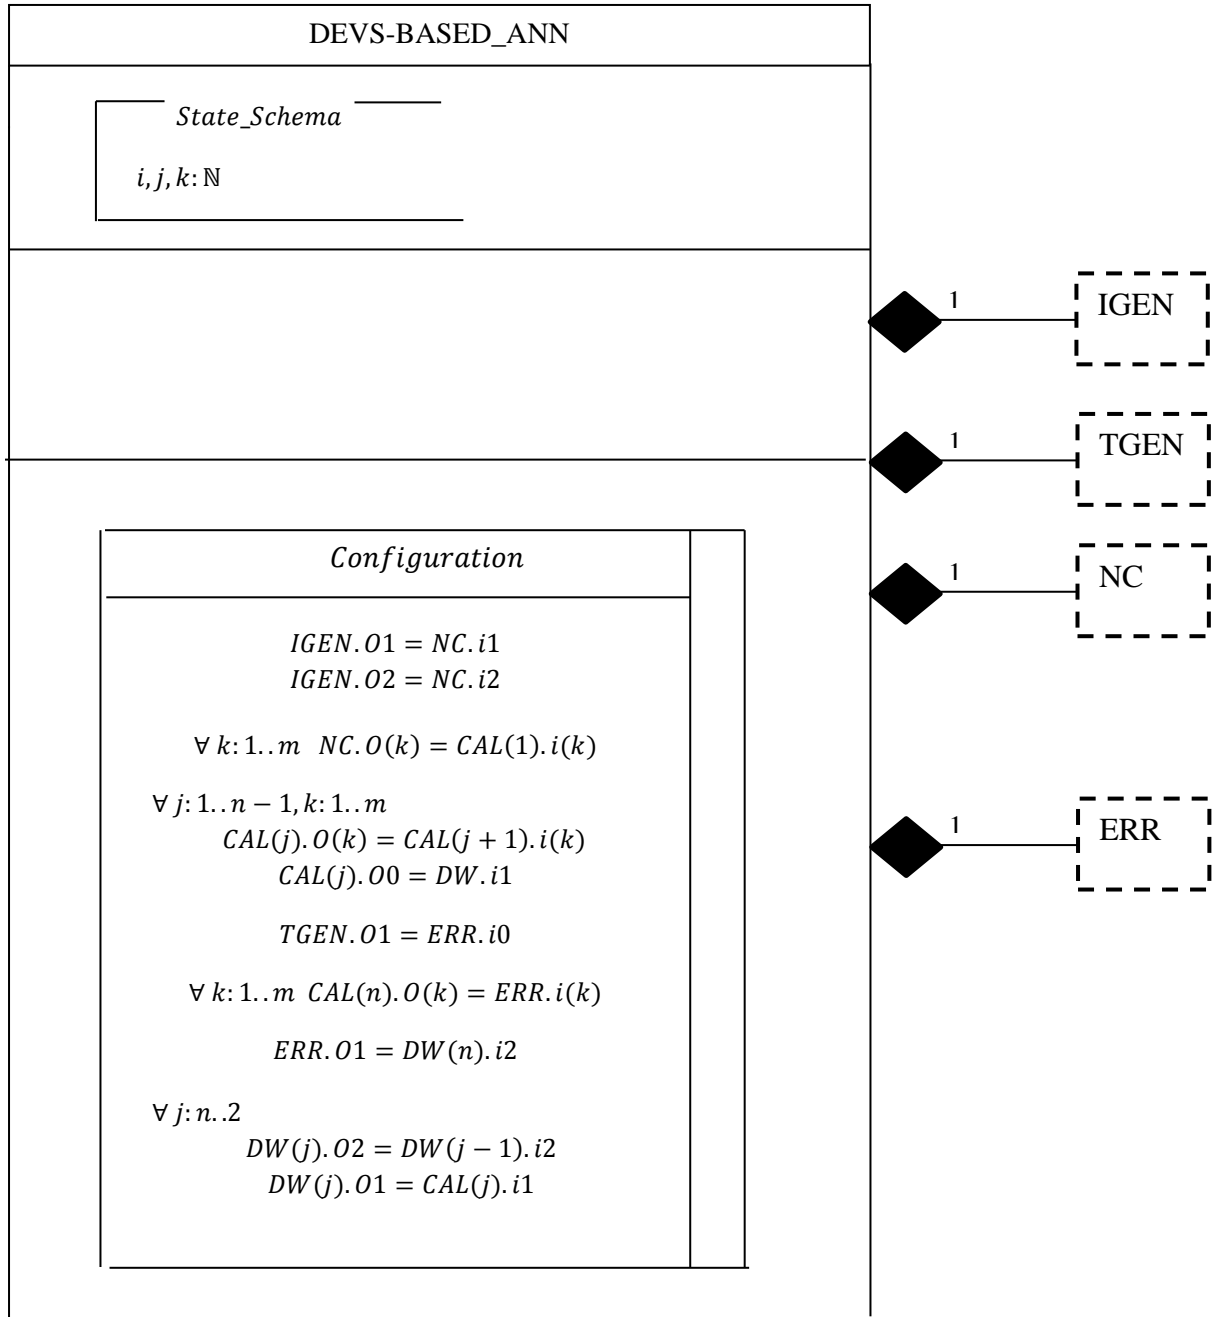 DEVS-BASED_ANN
State_Schema
i, j, k: ℕ
1
IGEN
1
TGEN
1
NC
1
ERR
Configuration
IGEN. O1 = NC. i1
IGEN. O2 = NC. i2
∀ k: 1. . m NC. O(k) = CAL(1). i(k)
∀ j: 1. . n − 1, k: 1. . m
CAL(j). O(k) = CAL(j + 1). i(k)
CAL(j). O0 = DW. i1
TGEN. O1 = ERR. i0
∀ k: 1. . m CAL(n). O(k) = ERR. i(k)
ERR. O1 = DW(n). i2
∀ j: n. .2
DW(j). O2 = DW(j − 1). i2
DW(j). O1 = CAL(j). i1